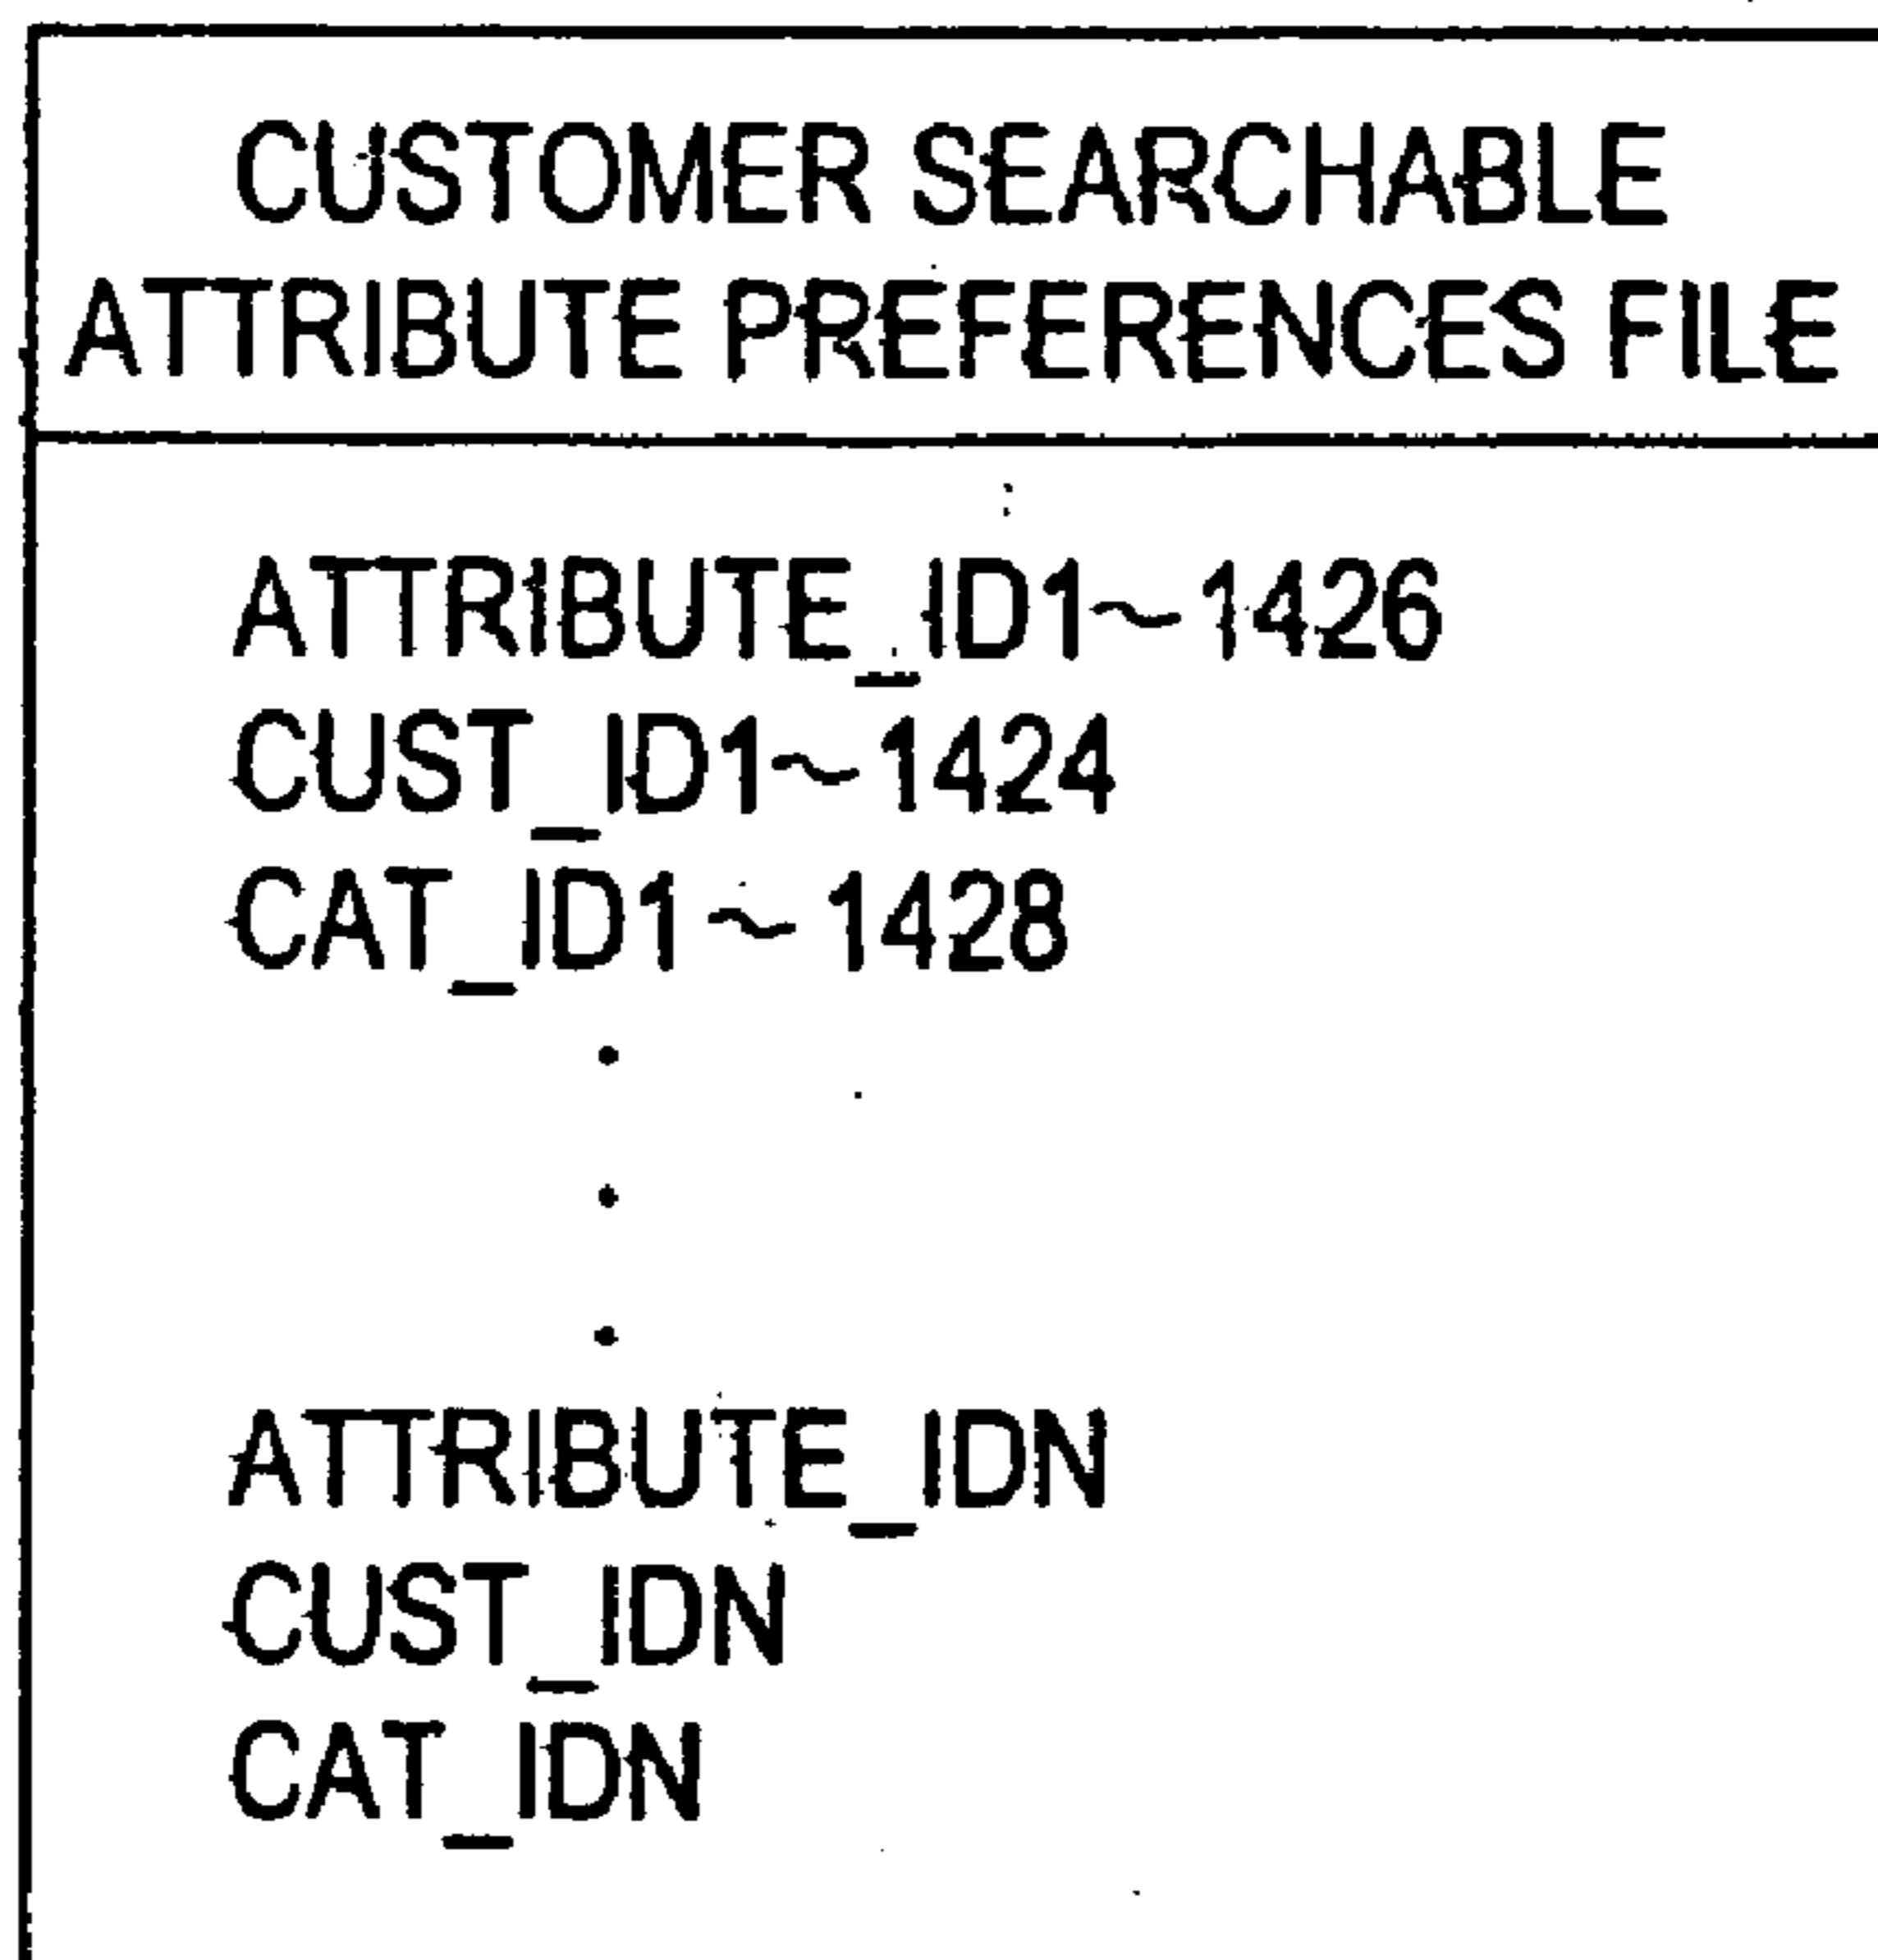 CUSTOMER SEARCHABLE
ATTRIBUTE PREFERENCES FILE
ATTRIBUTE_ID1~1426
CUST_ID1~1424
CAT_ID1~1428
.
.
.
ATTRIBUTE_IDN
CUST_IDN
CAT_IDN